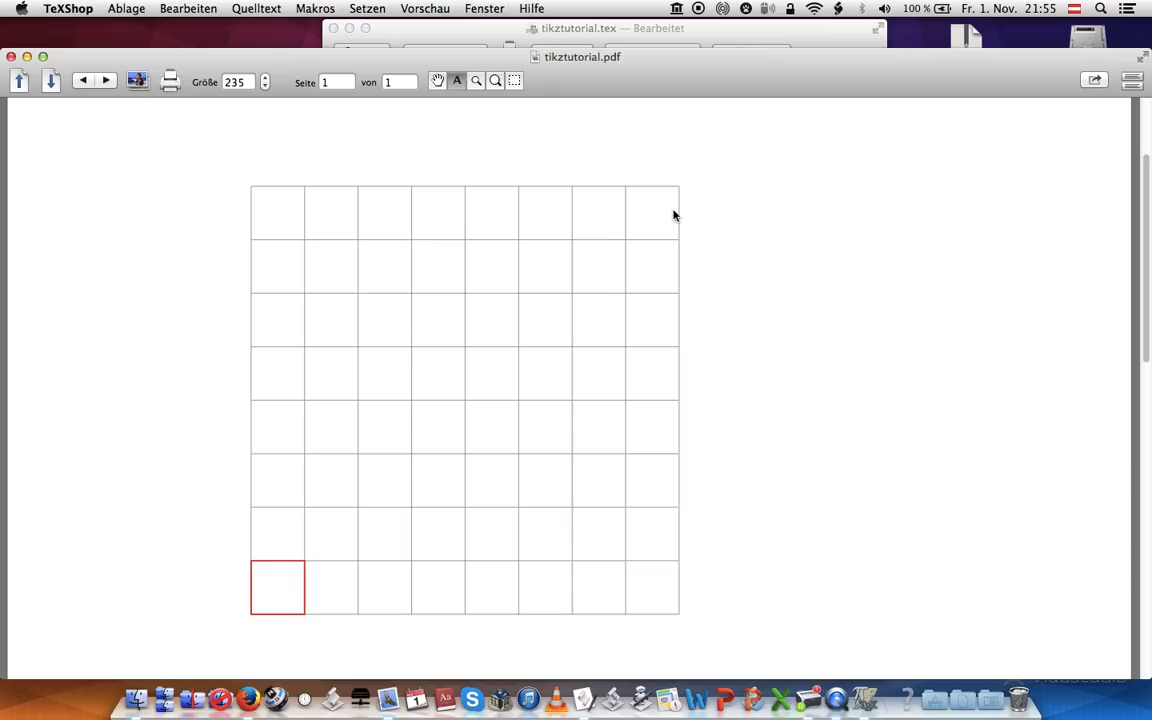 TeXShop Ablage Bearbeiten Quelltext Makros Setzen Vorschau Fenster Hilfe 100 % Fr. 1. Nov. 21:55
tikztutorial.tex — Bearbeitet
tikztutorial.pdf
Größe 235 Seite 1 von 1 A